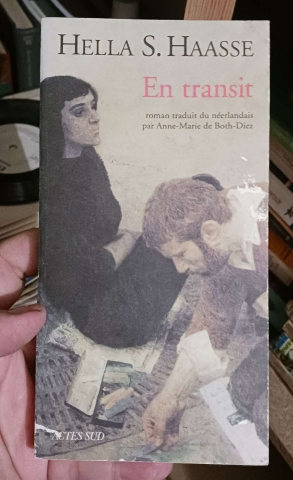 HELLA S. HAASSE
En transit
roman traduit du néerlandais
par Anne-Marie de Both-Diez
ACTES SUD